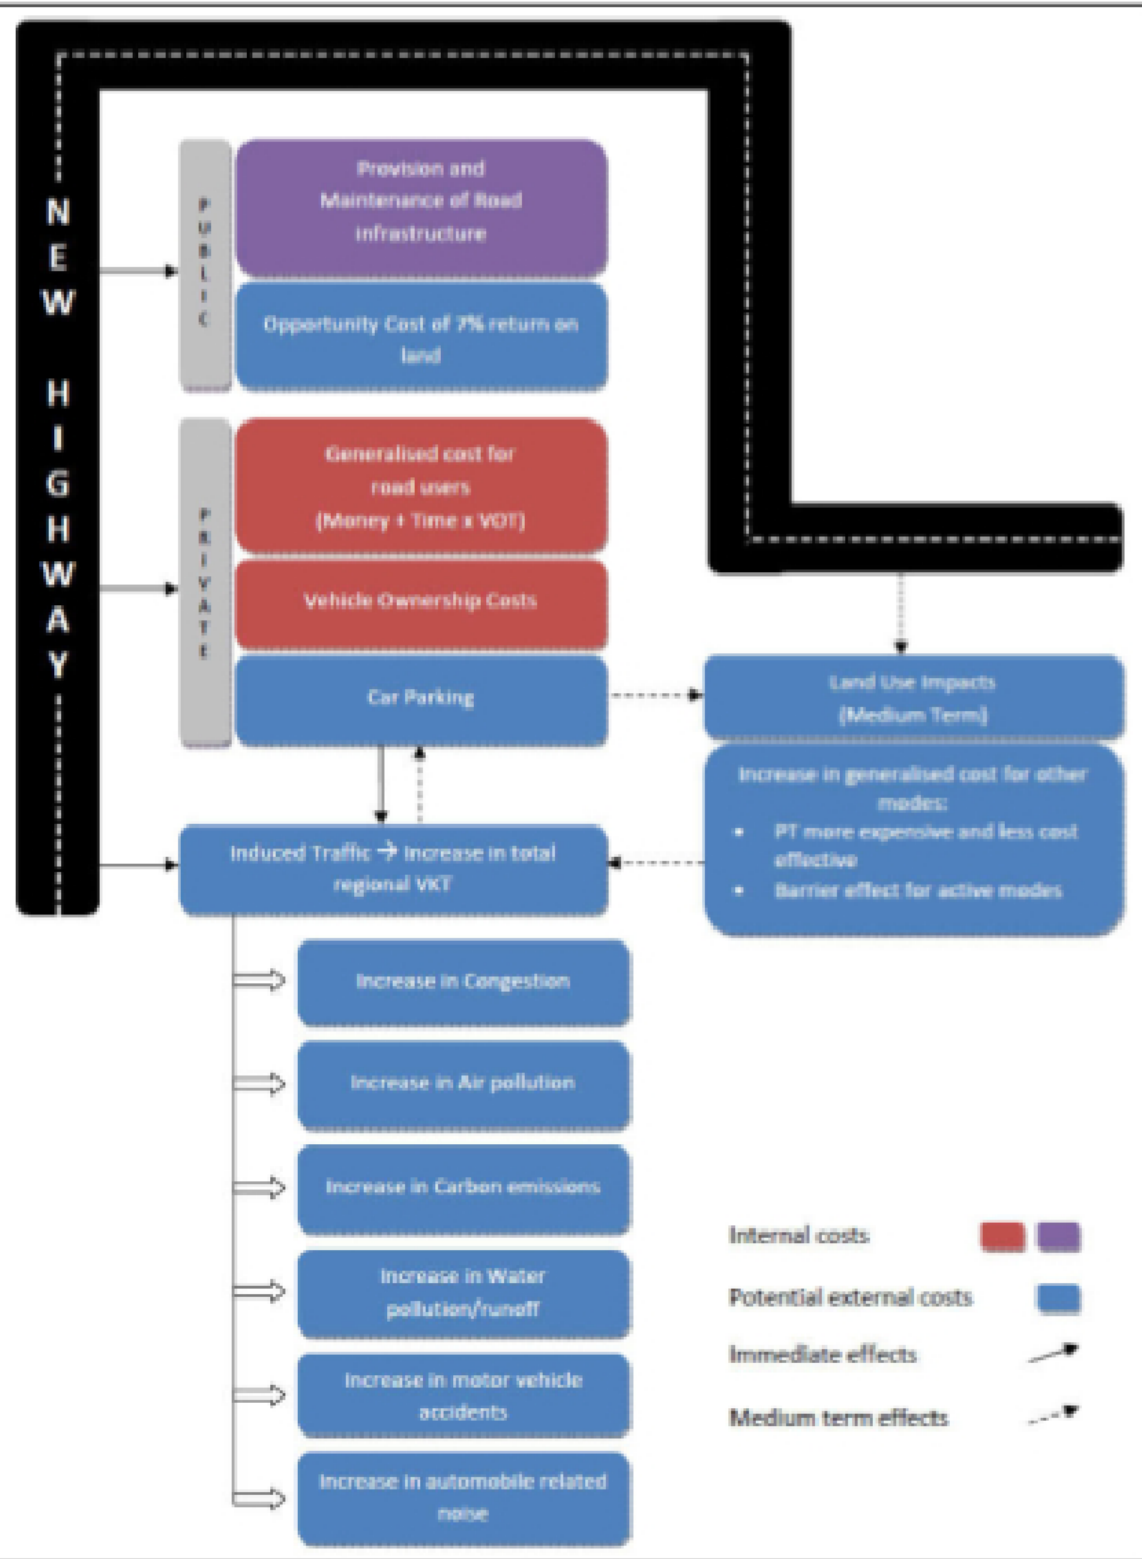 NEW HIGHWAY
PUBLIC
Provision and
Maintenance of Road
infrastructure
Opportunity Cost of 7% return on
land
PRIVATE
Generalised cost for
road users
(Money + Time x VOT)
Vehicle Ownership Costs
Car Parking
Land Use Impacts
(Medium Term)
Increase in generalised cost for other
modes:
• PT more expensive and less cost
effective
• Barrier effect for active modes
Induced Traffic → Increase in total
regional VKT
Increase in Congestion
Increase in Air pollution
Increase in Carbon emissions
Increase in Water
pollution/runoff
Increase in motor vehicle
accidents
Increase in automobile related
noise
Internal costs
Potential external costs
Immediate effects
Medium term effects